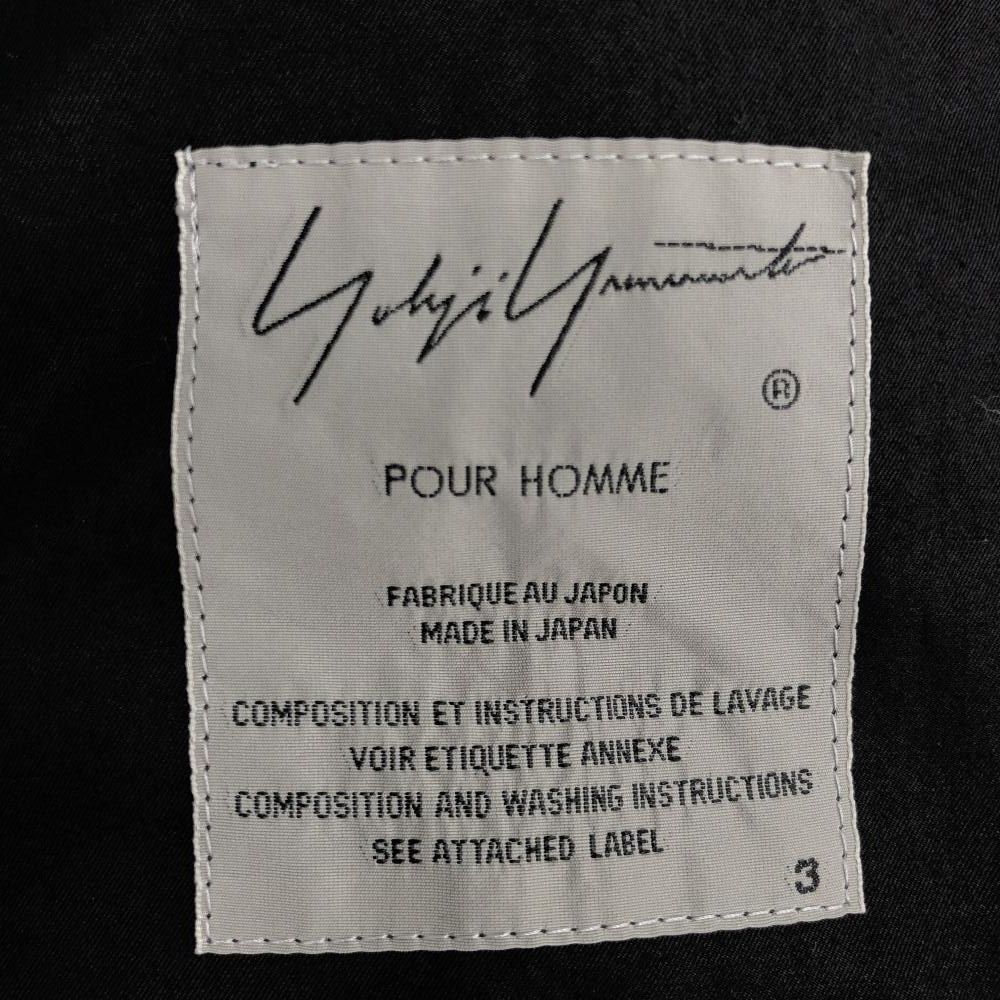 Yohji Yamamoto
®
POUR HOMME
FABRIQUE AU JAPON
MADE IN JAPAN
COMPOSITION ET INSTRUCTIONS DE LAVAGE
VOIR ETIQUETTE ANNEXE
COMPOSITION AND WASHING INSTRUCTIONS
SEE ATTACHED LABEL
3